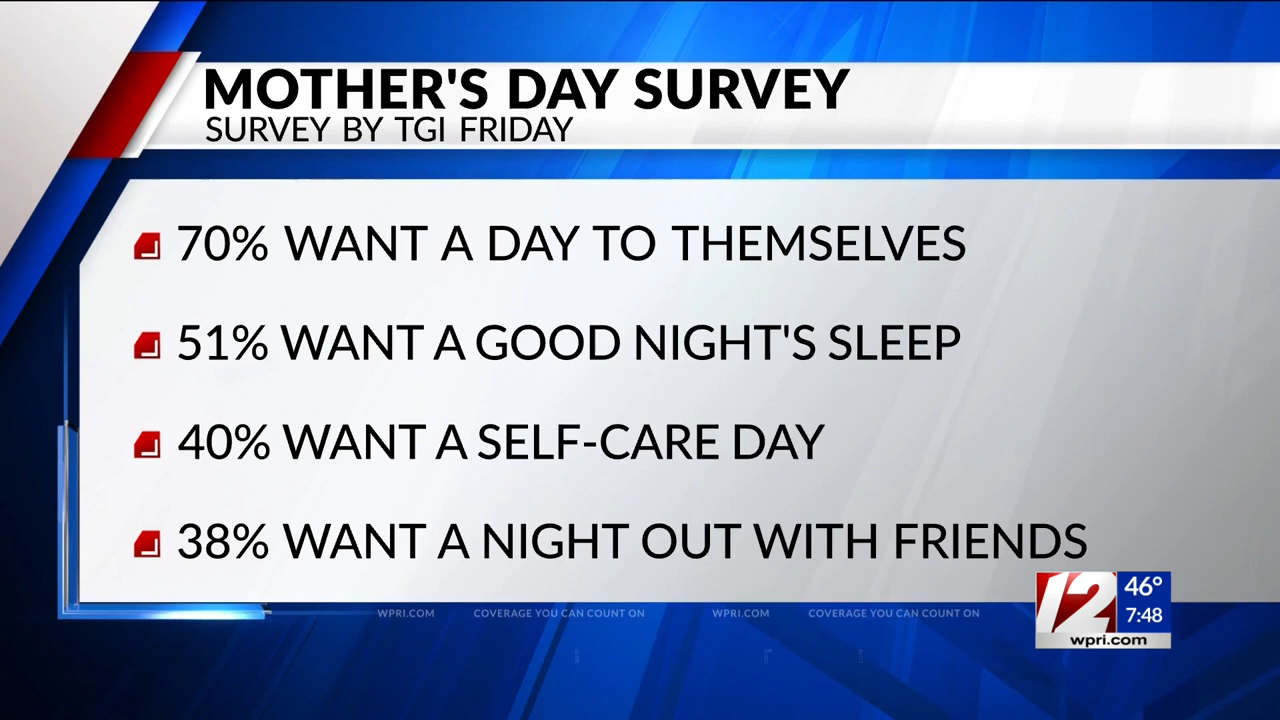 MOTHER'S DAY SURVEY
SURVEY BY TGI FRIDAY
70% WANT A DAY TO THEMSELVES
51% WANT A GOOD NIGHT'S SLEEP
40% WANT A SELF-CARE DAY
38% WANT A NIGHT OUT WITH FRIENDS
12 46°
7:48
wpri.com
WPRI.COM COVERAGE YOU CAN COUNT ON WPRI.COM COVERAGE YOU CAN COUNT ON